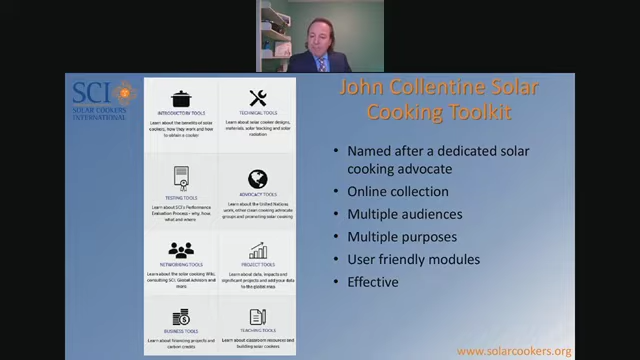 SCI
SOLAR COOKERS
INTERNATIONAL
INTRODUCTORY TOOLS
Learn about the benefits of solar
cookers, how they work and how
to obtain a cooker
TECHNICAL TOOLS
Learn about solar cooker designs,
materials, solar tracking and solar
radiation
TESTING TOOLS
Learn about SCI's Performance
Evaluation Process - why, how,
what and where
ADVOCACY TOOLS
Learn about the United Nations
work, other clean cooking advocate
groups and promoting solar cooking
NETWORKING TOOLS
Learn about the solar cooking Wiki,
consulting SCI, Global Advisors and
more
PROJECT TOOLS
Learn about data, impacts and
significant projects and add your data
to the global map
BUSINESS TOOLS
Learn about financing projects and
carbon credits
TEACHING TOOLS
Learn about classroom resources and
building solar cookers
John Collentine Solar
Cooking Toolkit
• Named after a dedicated solar
cooking advocate
• Online collection
• Multiple audiences
• Multiple purposes
• User friendly modules
• Effective
www.solarcookers.org